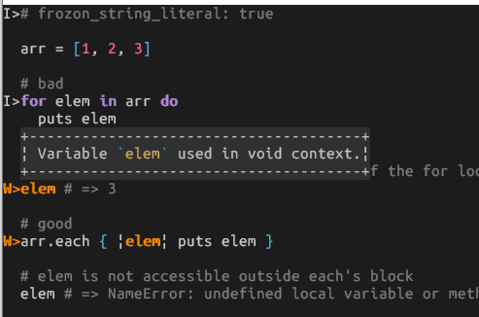 I># frozen_string_literal: true
arr = [1, 2, 3]
# bad
I>for elem in arr do
puts elem
+-------------------------------------+
¦ Variable `elem` used in void context.¦
+-------------------------------------+f the for loo
W>elem # => 3
# good
W>arr.each { ¦elem¦ puts elem }
# elem is not accessible outside each's block
elem # => NameError: undefined local variable or meth